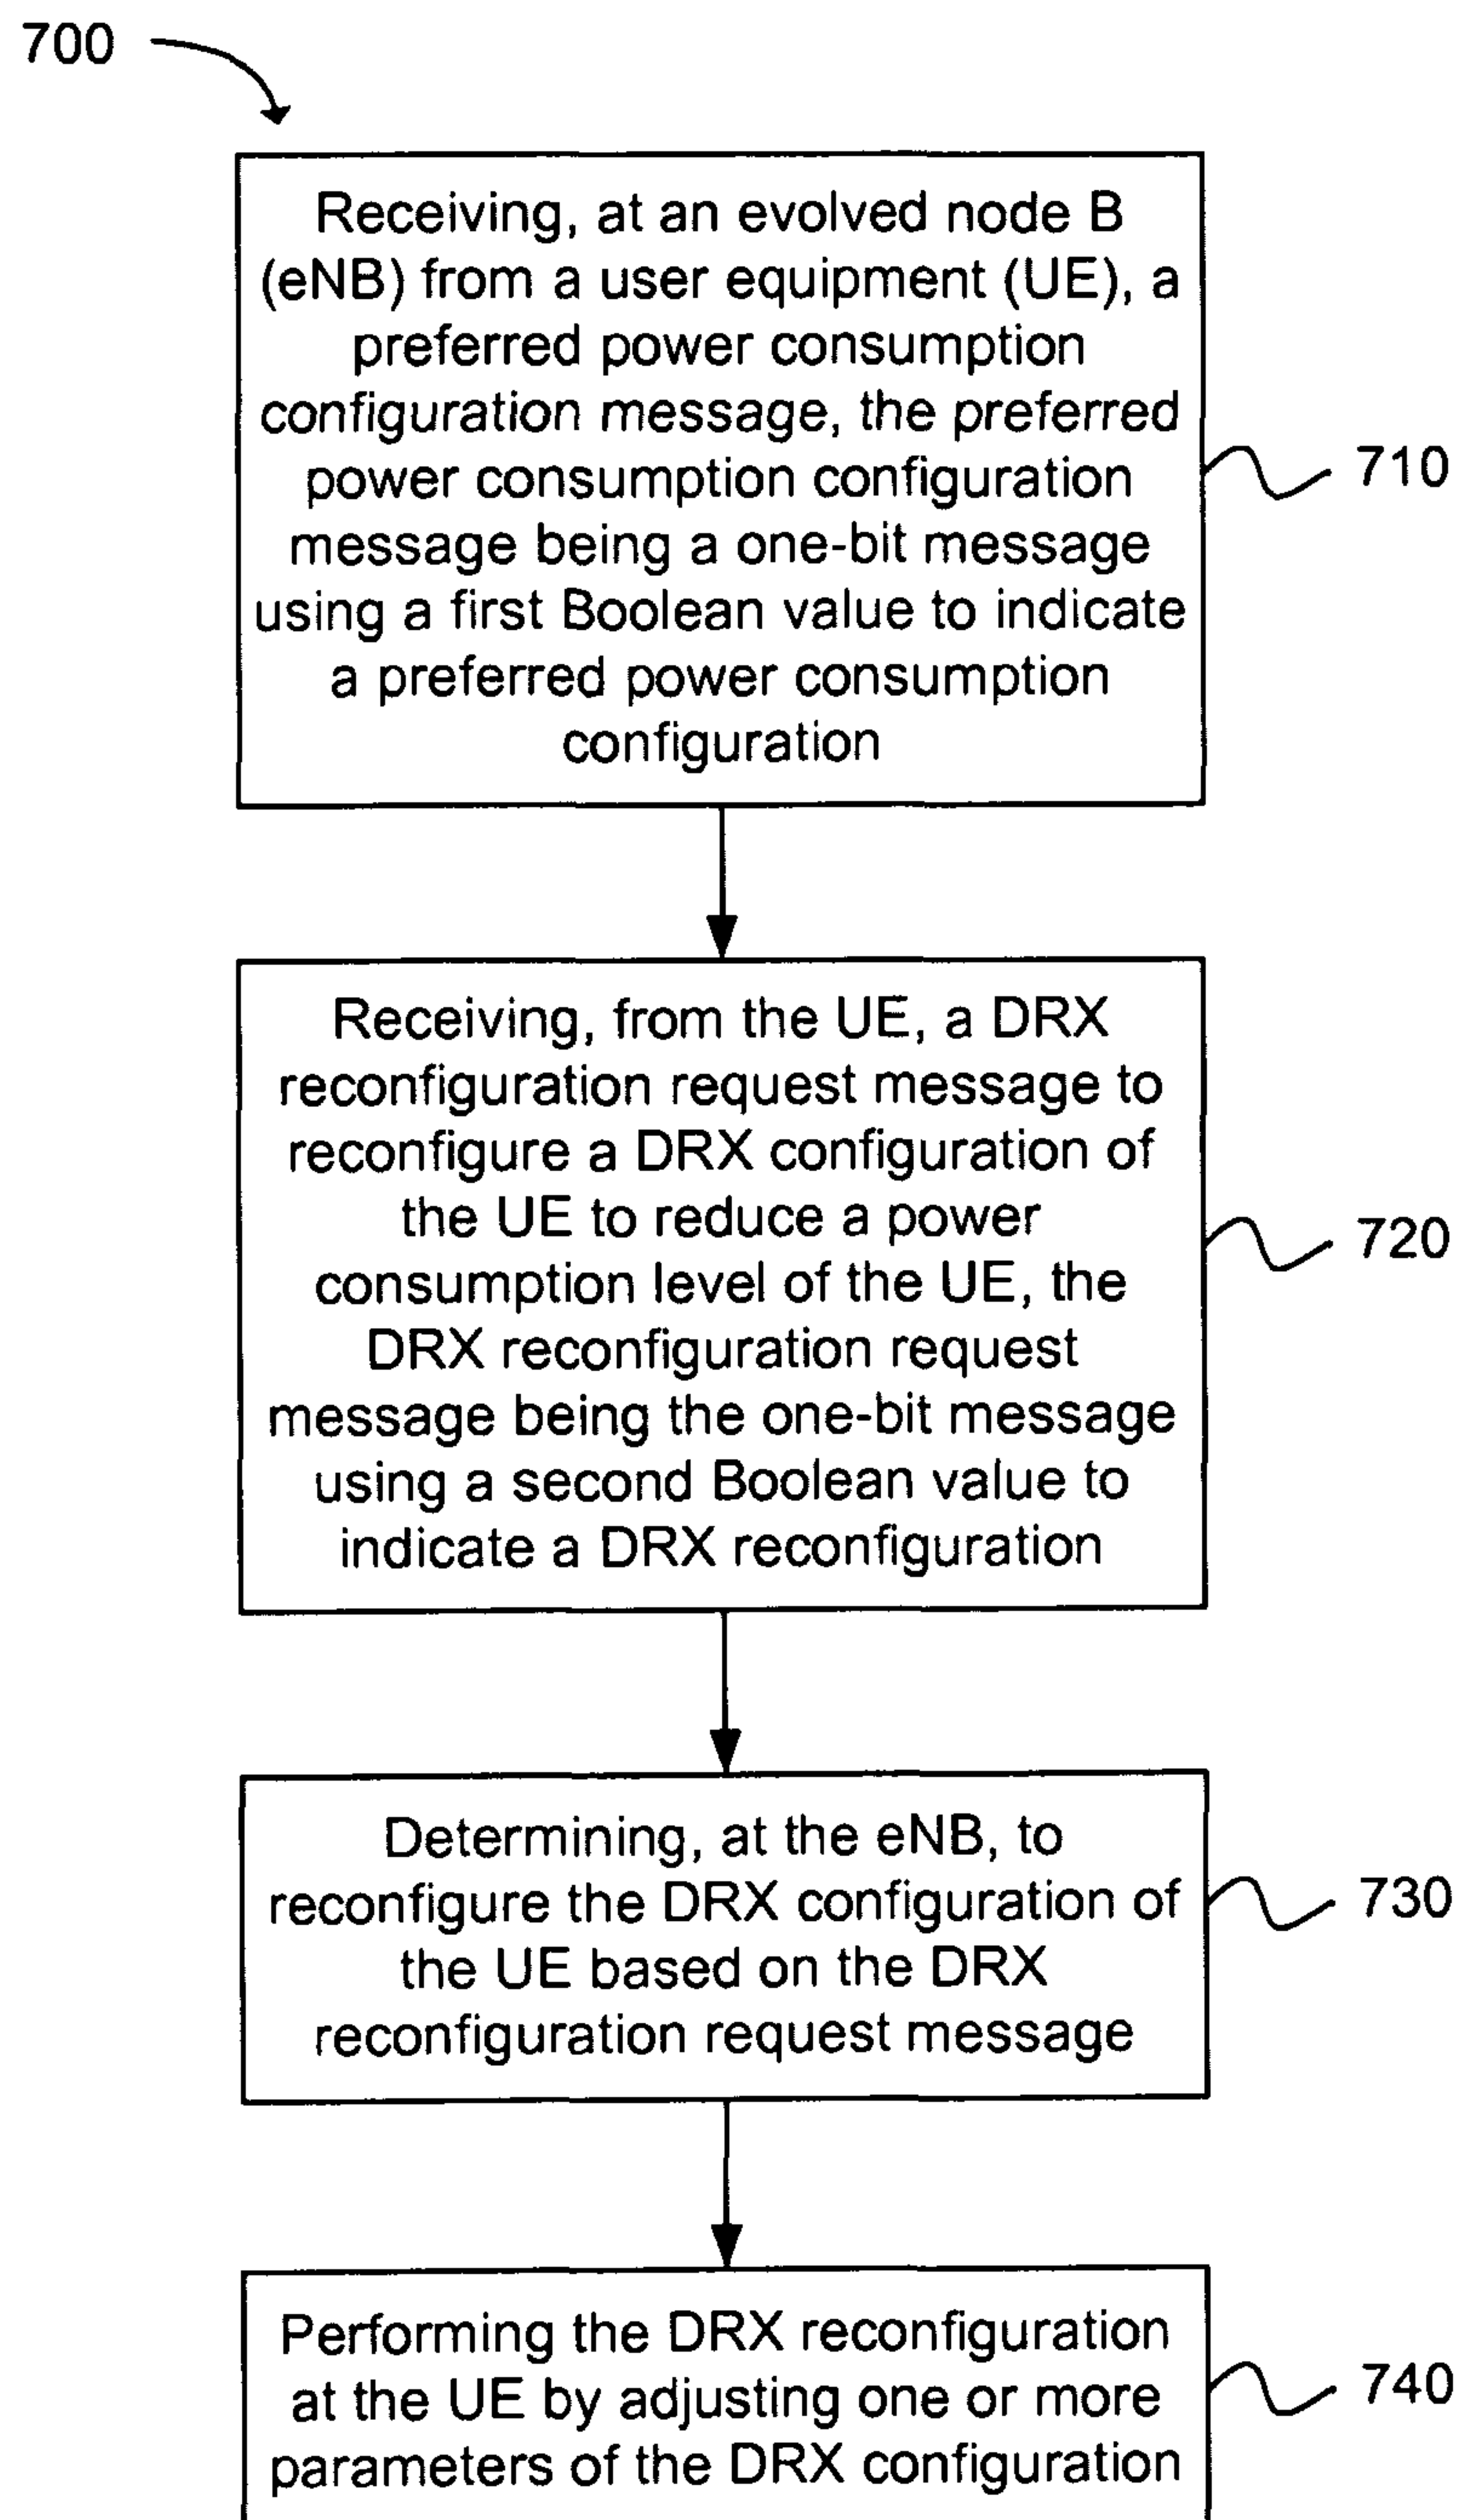 700
Receiving, at an evolved node B
(eNB) from a user equipment (UE), a
preferred power consumption
configuration message, the preferred
power consumption configuration
message being a one-bit message
using a first Boolean value to indicate
a preferred power consumption
configuration
710
Receiving, from the UE, a DRX
reconfiguration request message to
reconfigure a DRX configuration of
the UE to reduce a power
consumption level of the UE, the
DRX reconfiguration request
message being the one-bit message
using a second Boolean value to
indicate a DRX reconfiguration
720
Determining, at the eNB, to
reconfigure the DRX configuration of
the UE based on the DRX
reconfiguration request message
730
Performing the DRX reconfiguration
at the UE by adjusting one or more
parameters of the DRX configuration
740